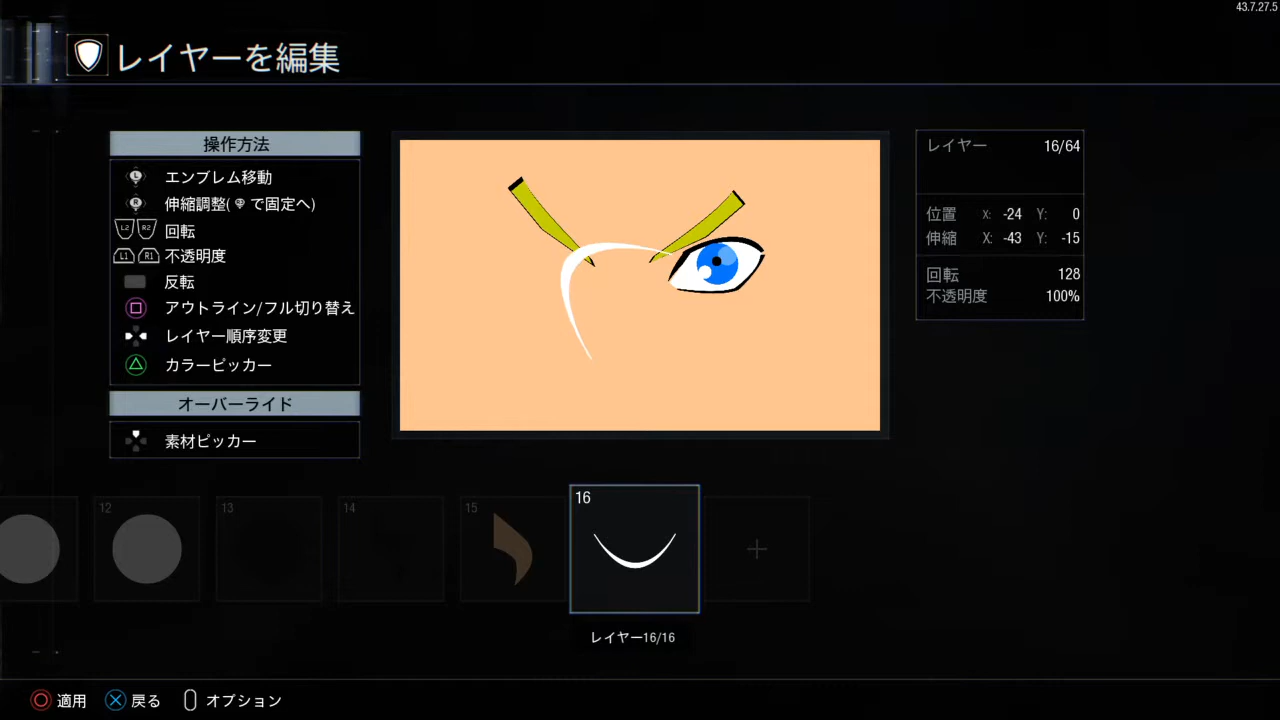 43.7.27.5
レイヤーを編集
操作方法
L エンブレム移動
R 伸縮調整( で固定へ)
L2 R2 回転
L1 R1 不透明度
反転
アウトライン/フル切り替え
レイヤー順序変更
カラーピッカー
オーバーライド
素材ピッカー
レイヤー 16/64
位置 X: -24 Y: 0
伸縮 X: -43 Y: -15
回転 128
不透明度 100%
12 13 14 15 16
レイヤー16/16
適用 戻る オプション